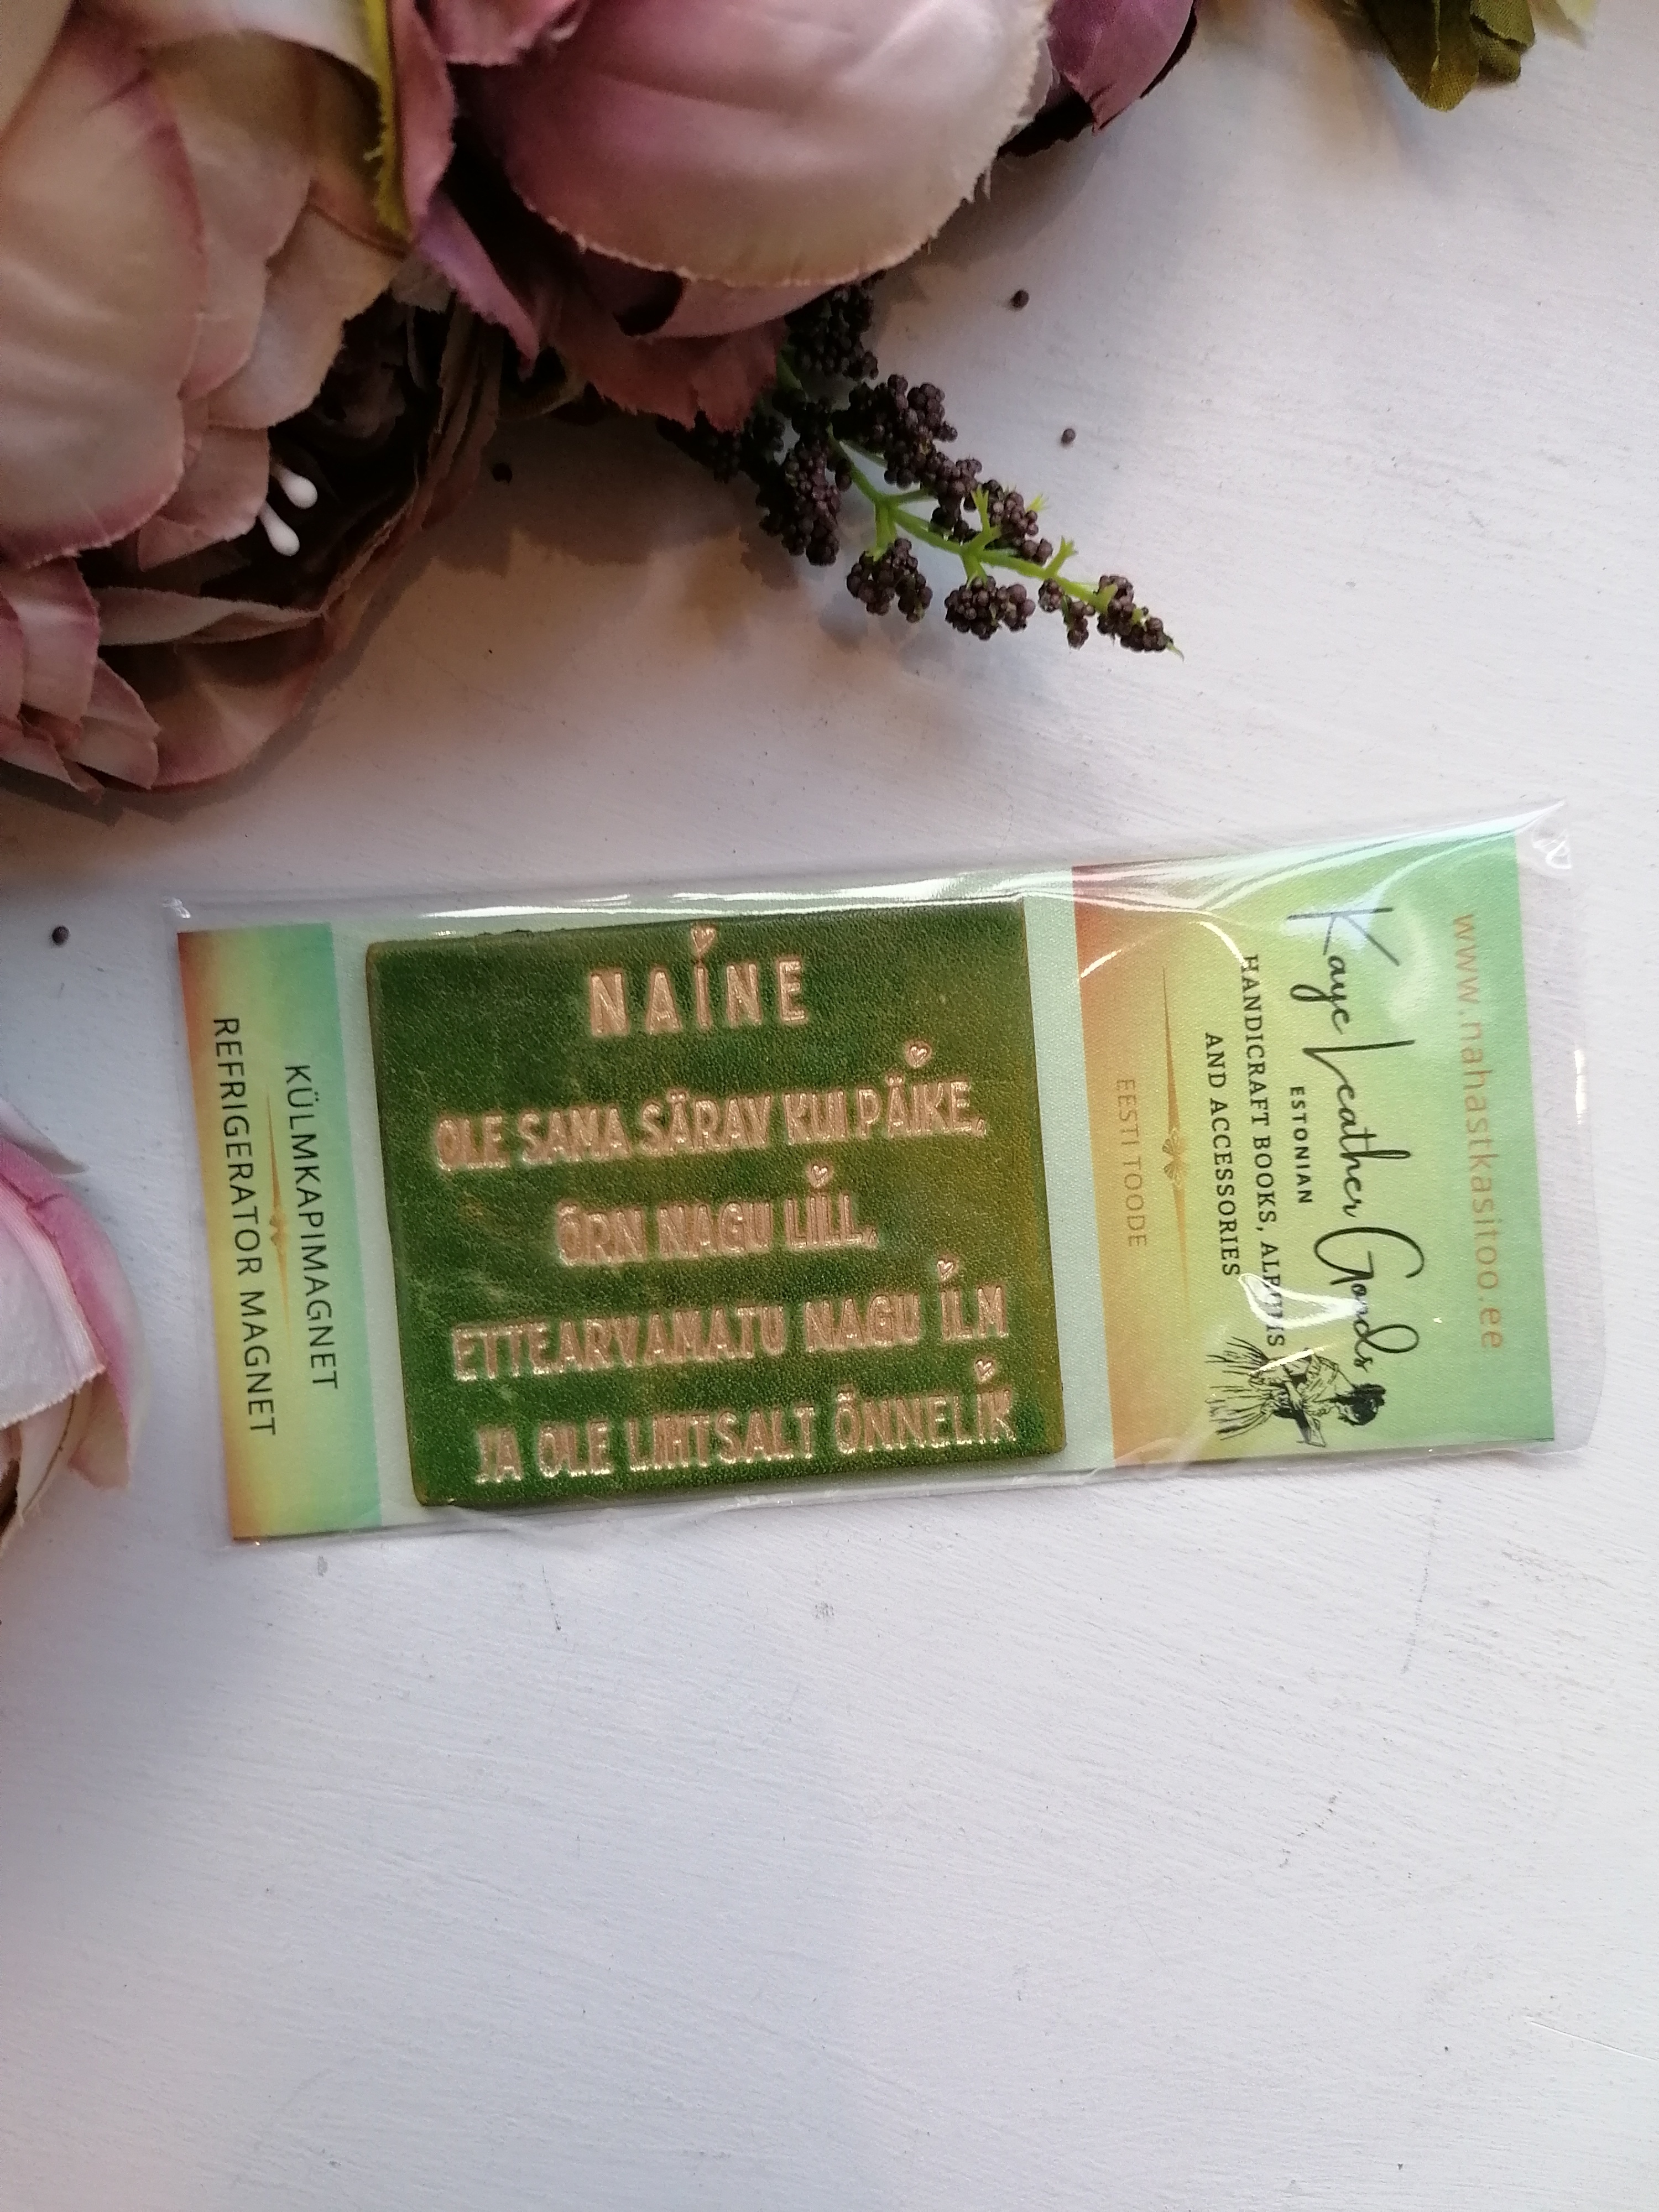 www.nahastkasitoo.ee
Kaye Leather Goods
ESTONIAN
HANDICRAFT BOOKS, ALBUMS
AND ACCESSORIES
EESTI TOODE
NAINE
OLE SAMA SÄRAV KUI PÄIKE,
ÕRN NAGU LILL,
ETTEARVAMATU NAGU ILM
JA OLE LIHTSALT ÕNNELIK
KÜLMKAPIMAGNET
REFRIGERATOR MAGNET